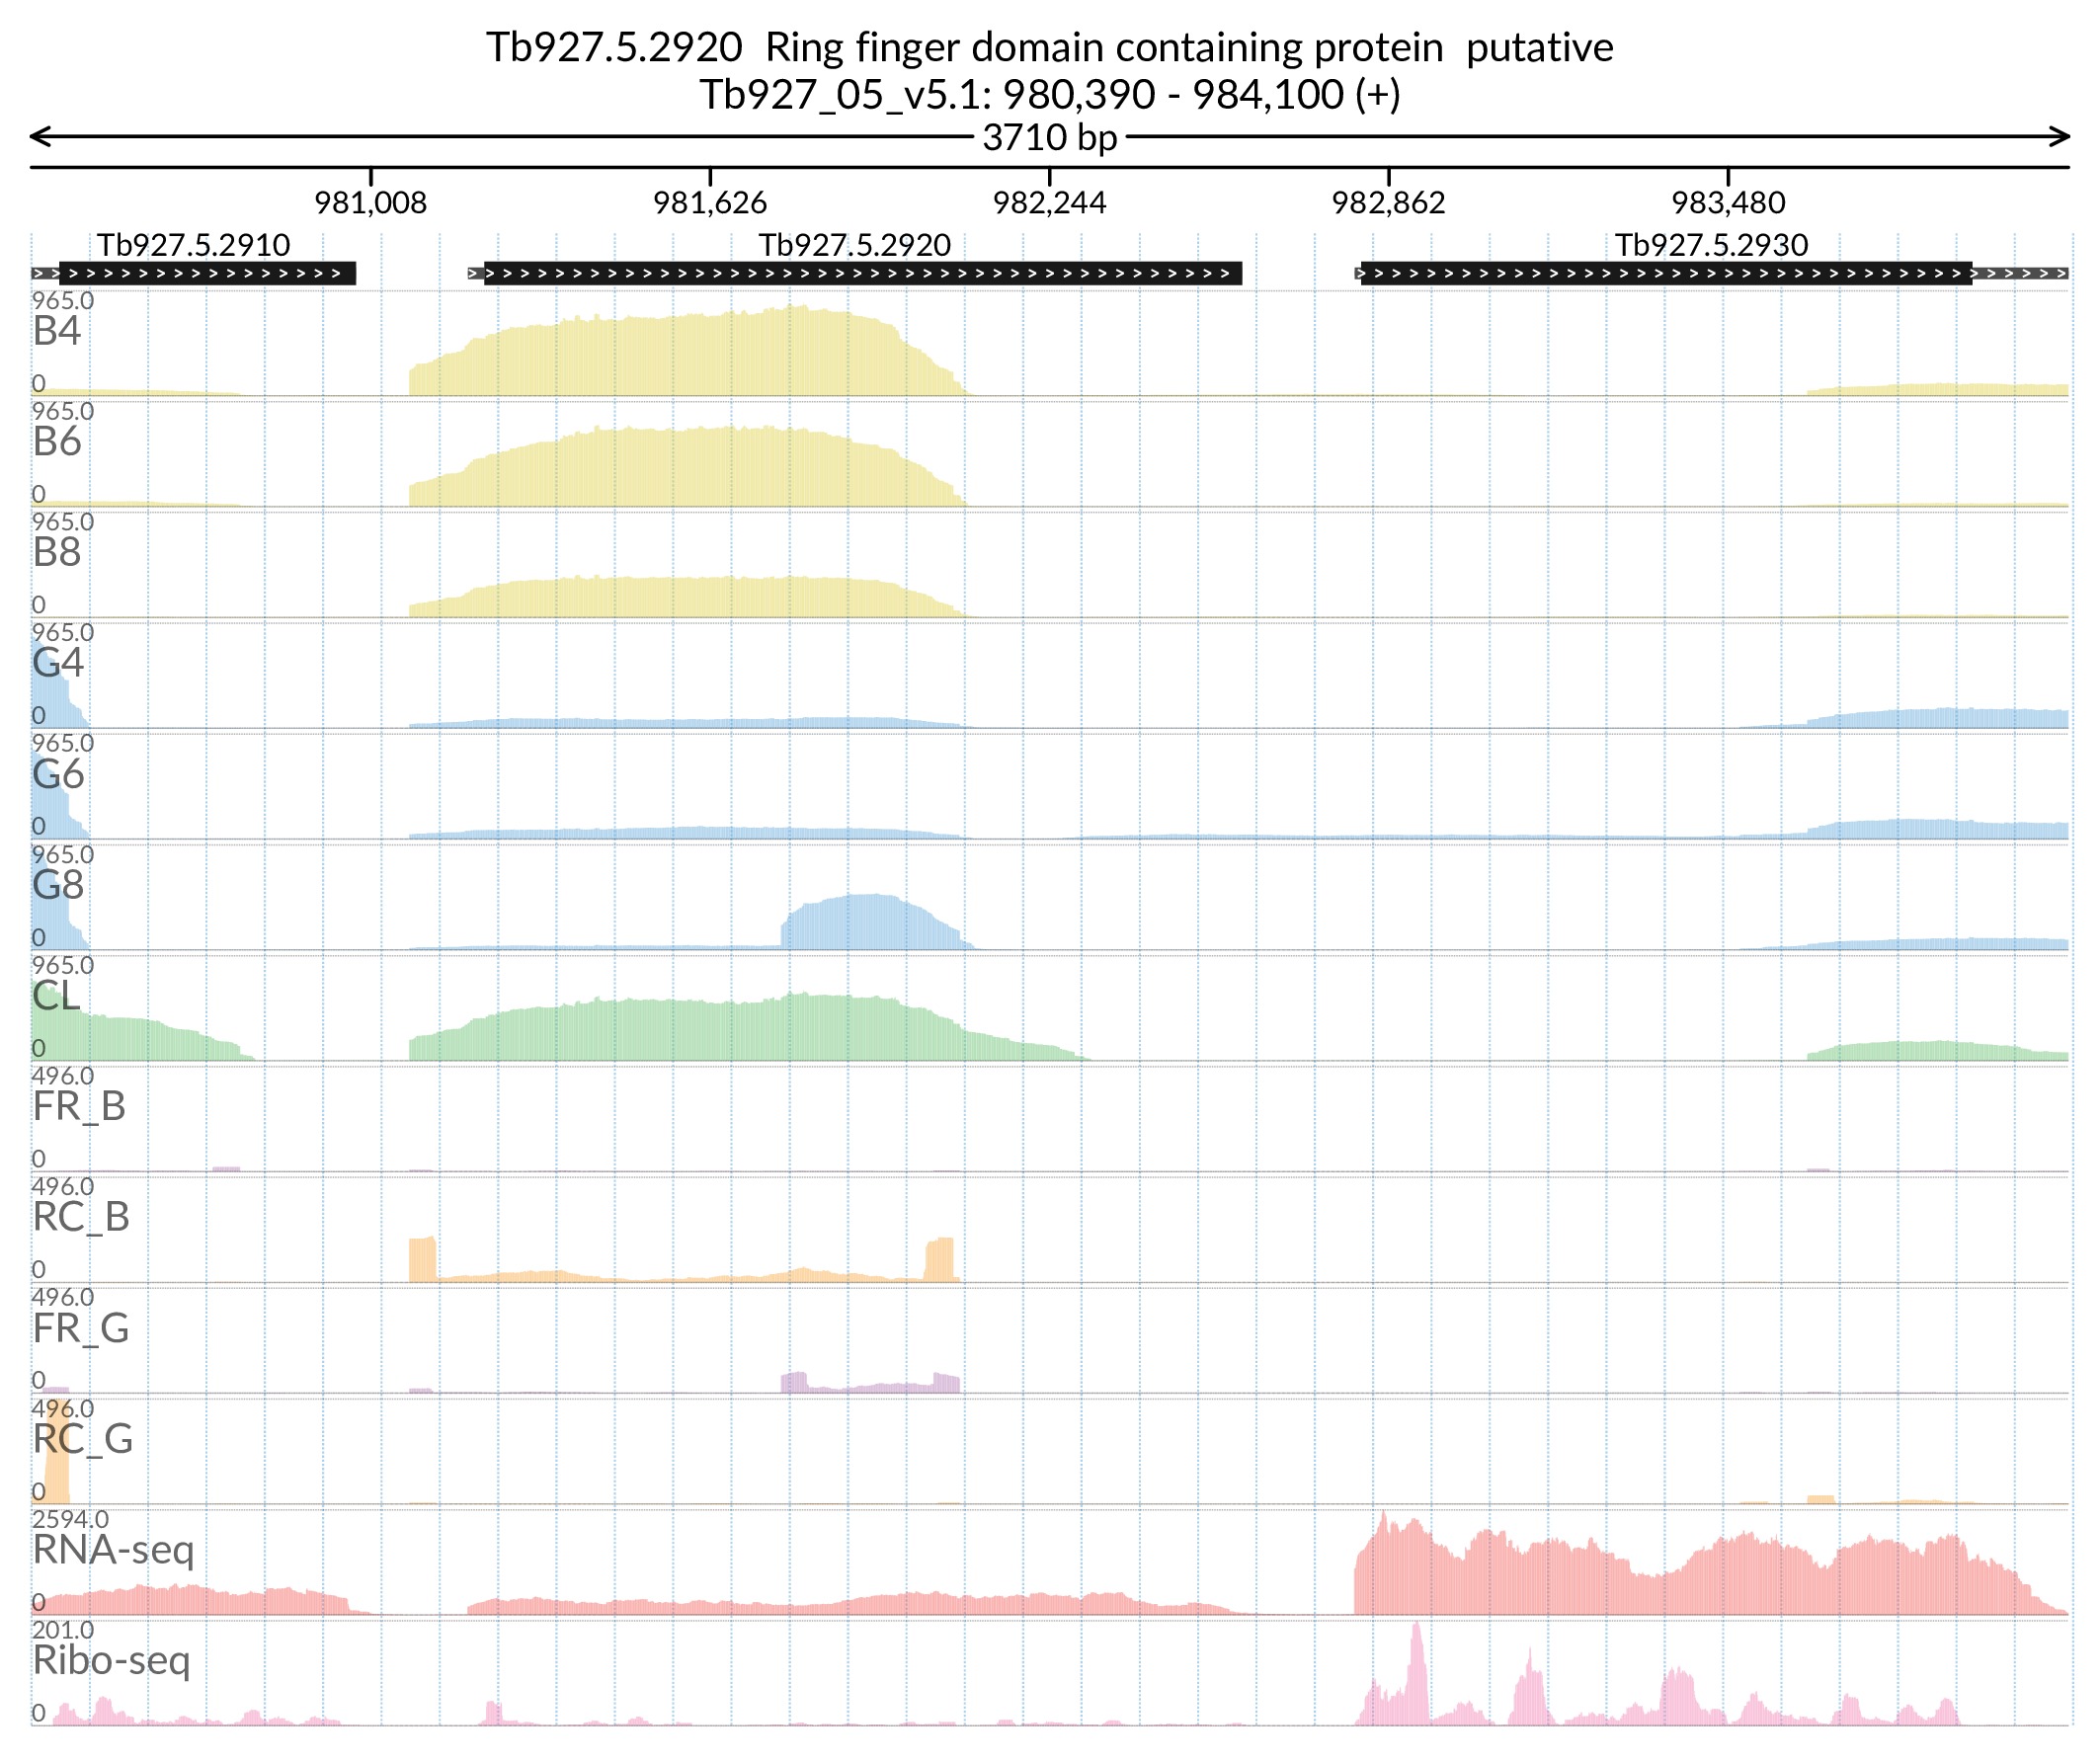 Tb927.5.2920 Ring finger domain containing protein putative
Tb927_05_v5.1: 980,390 - 984,100 (+)
3710 bp
981,008 981,626 982,244 982,862 983,480
Tb927.5.2910 Tb927.5.2920 Tb927.5.2930
965.0
B4
0
965.0
B6
0
965.0
B8
0
965.0
G4
0
965.0
G6
0
965.0
G8
0
965.0
CL
0
496.0
FR_B
0
496.0
RC_B
0
496.0
FR_G
0
496.0
RC_G
0
2594.0
RNA-seq
0
201.0
Ribo-seq
0